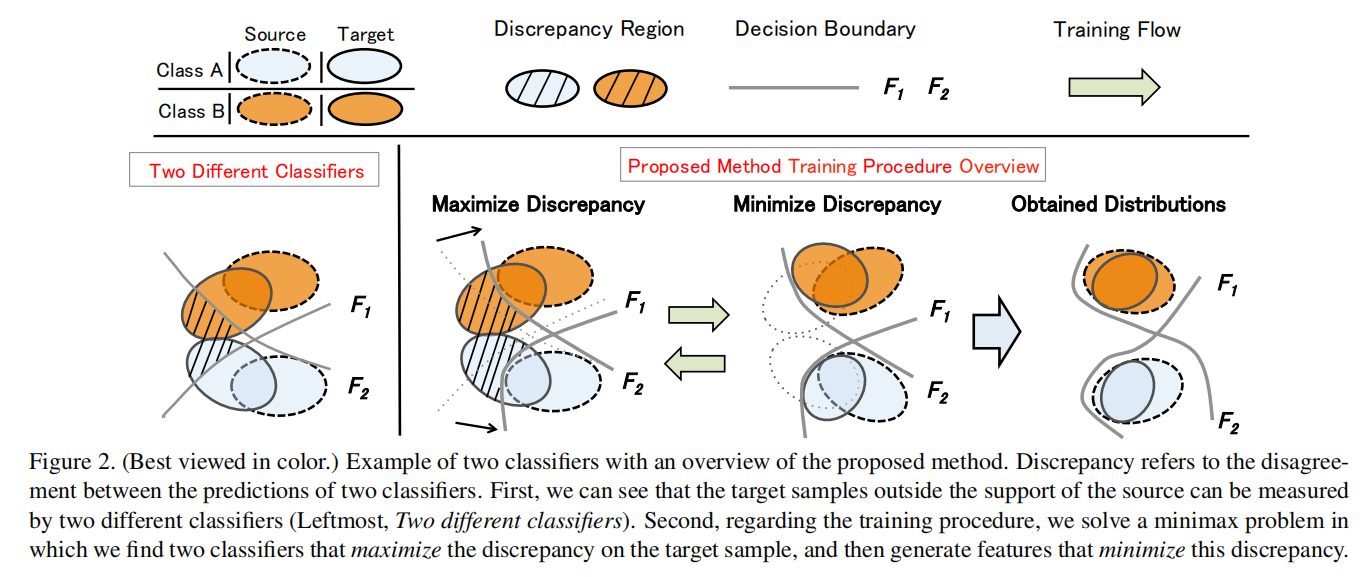 Source Target
Class A
Class B
Discrepancy Region
Decision Boundary
F1 F2
Training Flow
Two Different Classifiers
Proposed Method Training Procedure Overview
Maximize Discrepancy
Minimize Discrepancy
Obtained Distributions
F1
F2
F1
F2
F1
F2
F1
F2
Figure 2. (Best viewed in color.) Example of two classifiers with an overview of the proposed method. Discrepancy refers to the disagree-
ment between the predictions of two classifiers. First, we can see that the target samples outside the support of the source can be measured
by two different classifiers (Leftmost, Two different classifiers). Second, regarding the training procedure, we solve a minimax problem in
which we find two classifiers that maximize the discrepancy on the target sample, and then generate features that minimize this discrepancy.